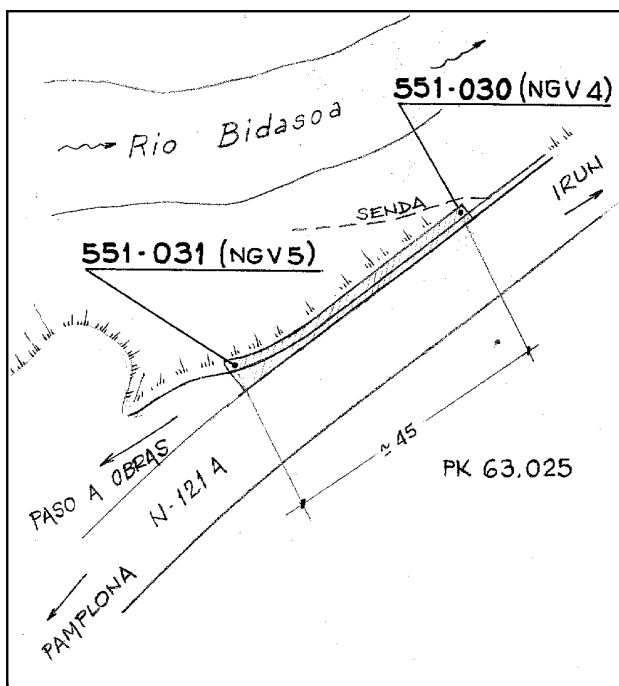 551-030 (NGV4)
Rio Bidasoa
IRUN
SENDA
551-031 (NGV5)
≃ 45
PK 63.025
PASO A OBRAS
N-121 A
PAMPLONA